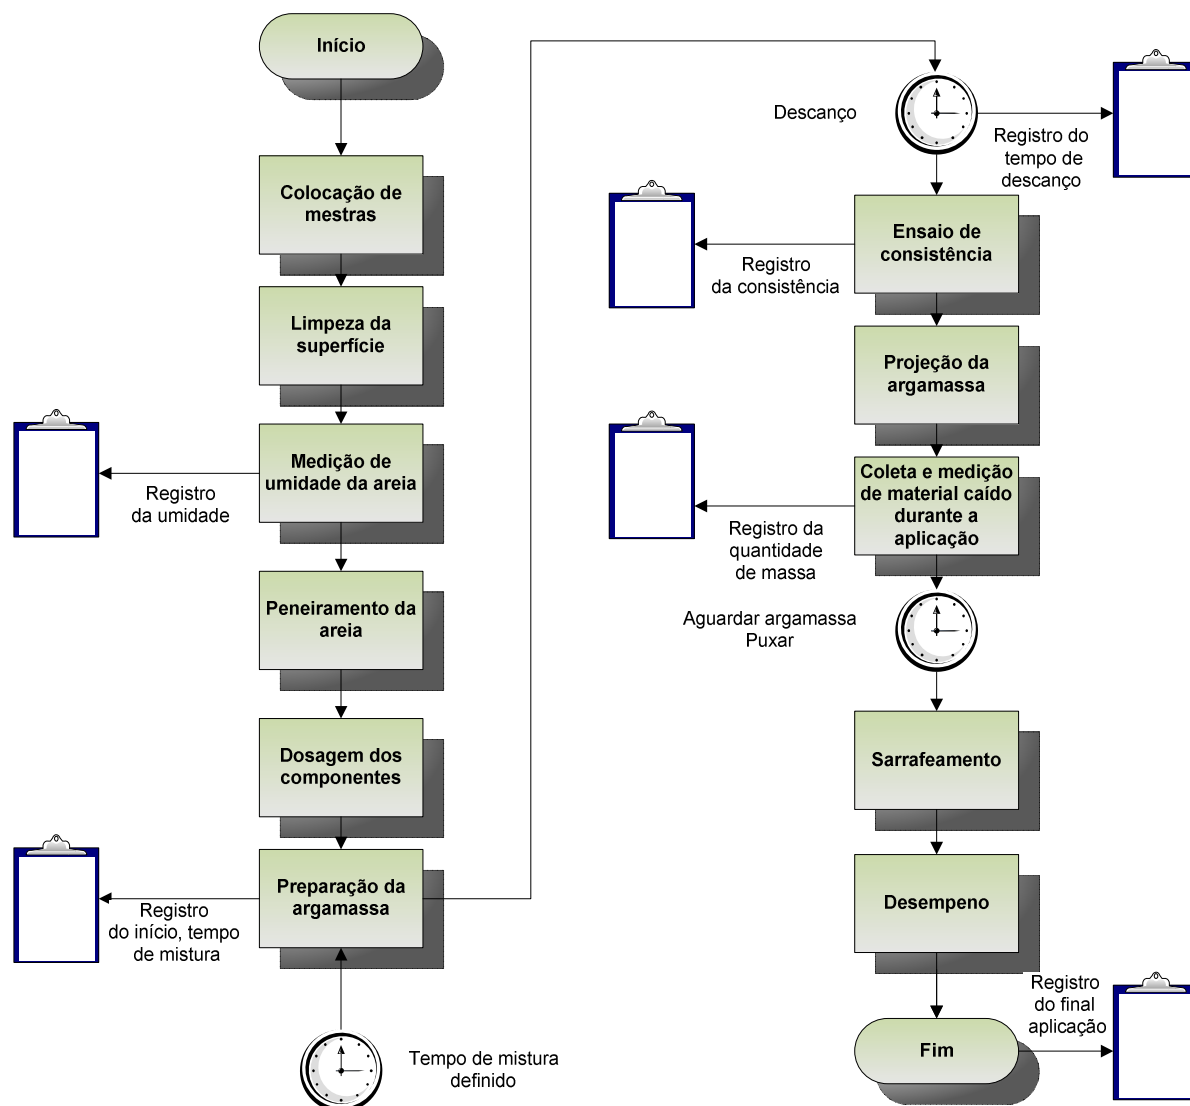 Início
Colocação de
mestras
Limpeza da
superfície
Medição de
umidade da areia
Registro
da umidade
Peneiramento da
areia
Dosagem dos
componentes
Preparação da
argamassa
Registro
do início, tempo
de mistura
Tempo de mistura
definido
Descanço
Registro do
tempo de
descanço
Ensaio de
consistência
Registro
da consistência
Projeção da
argamassa
Coleta e medição
de material caído
durante a
aplicação
Registro da
quantidade
de massa
Aguardar argamassa
Puxar
Sarrafeamento
Desempeno
Registro
do final
aplicação
Fim